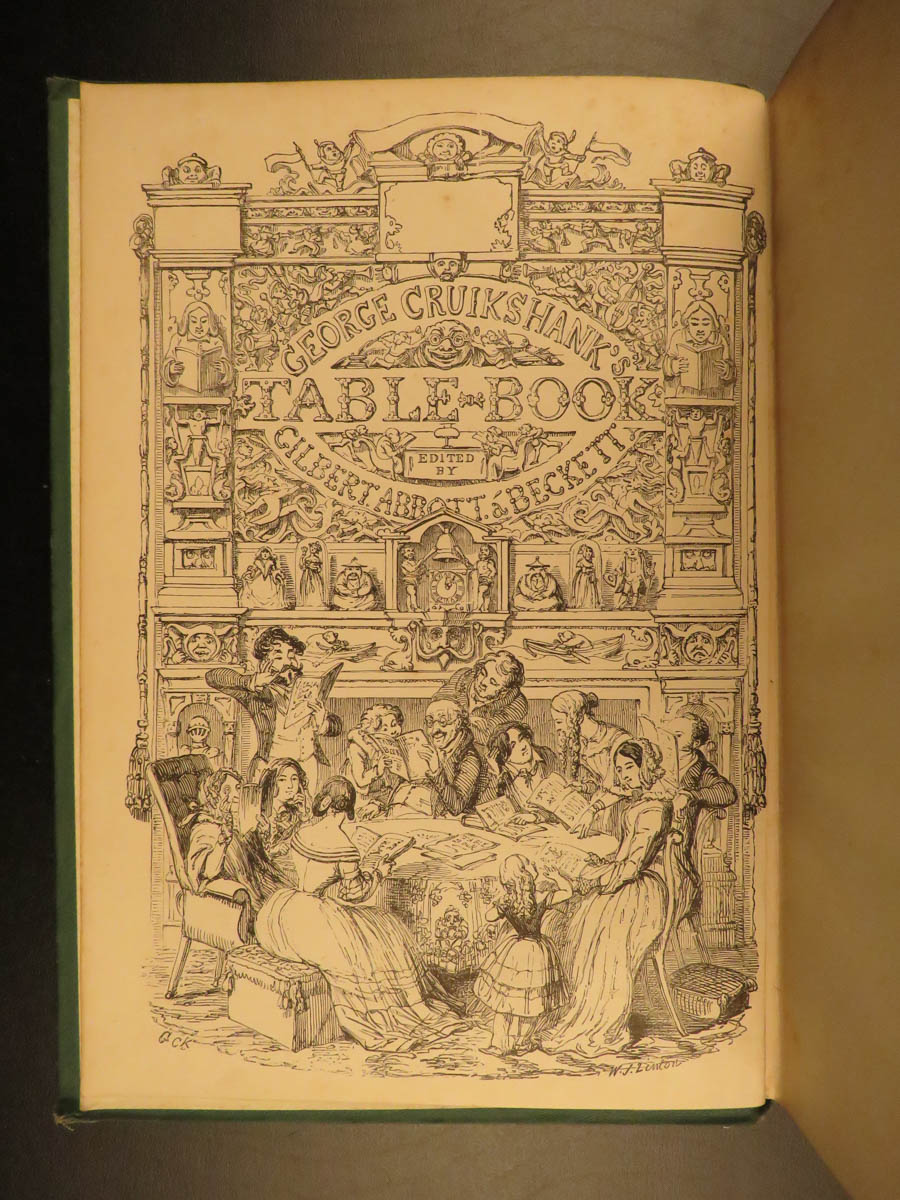 GEORGE CRUIKSHANK's
TABLE-BOOK
EDITED
BY
GILBERT ABBOTT á BECKETT
GCK
W. J. Linton